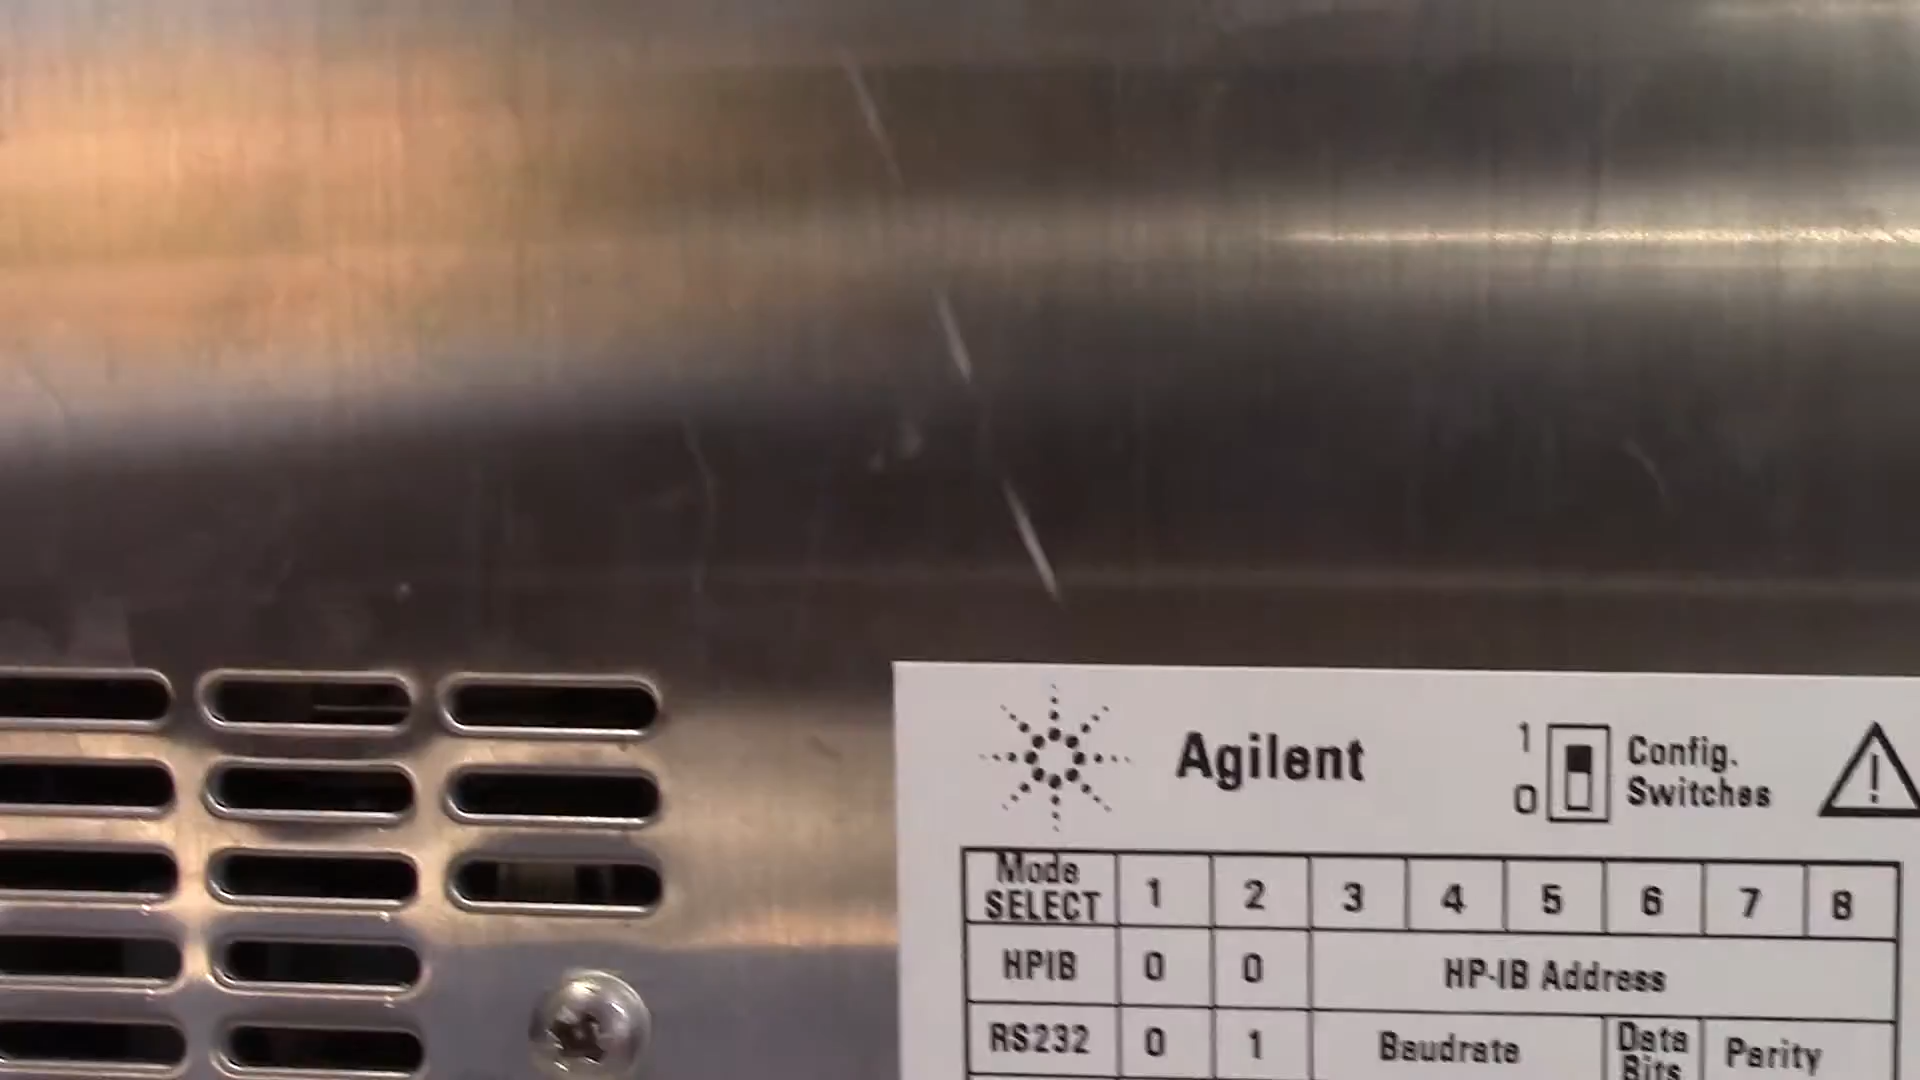 Agilent
1
0
Config.
Switches
Mode
SELECT 1 2 3 4 5 6 7 8
HPIB 0 0 HP-IB Address
RS232 0 1 Baudrate Data
Bits Parity